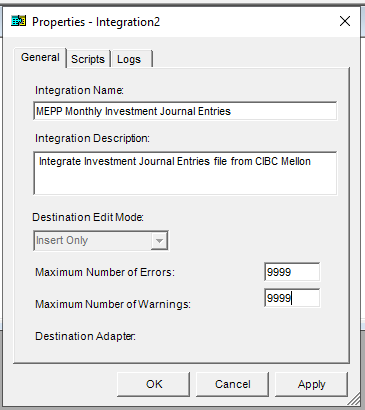 Properties - Integration2
General Scripts Logs
Integration Name:
MEPP Monthly Investment Journal Entries
Integration Description:
Integrate Investment Journal Entries file from CIBC Mellon
Destination Edit Mode:
Insert Only
Maximum Number of Errors: 9999
Maximum Number of Warnings: 9999
Destination Adapter:
OK Cancel Apply